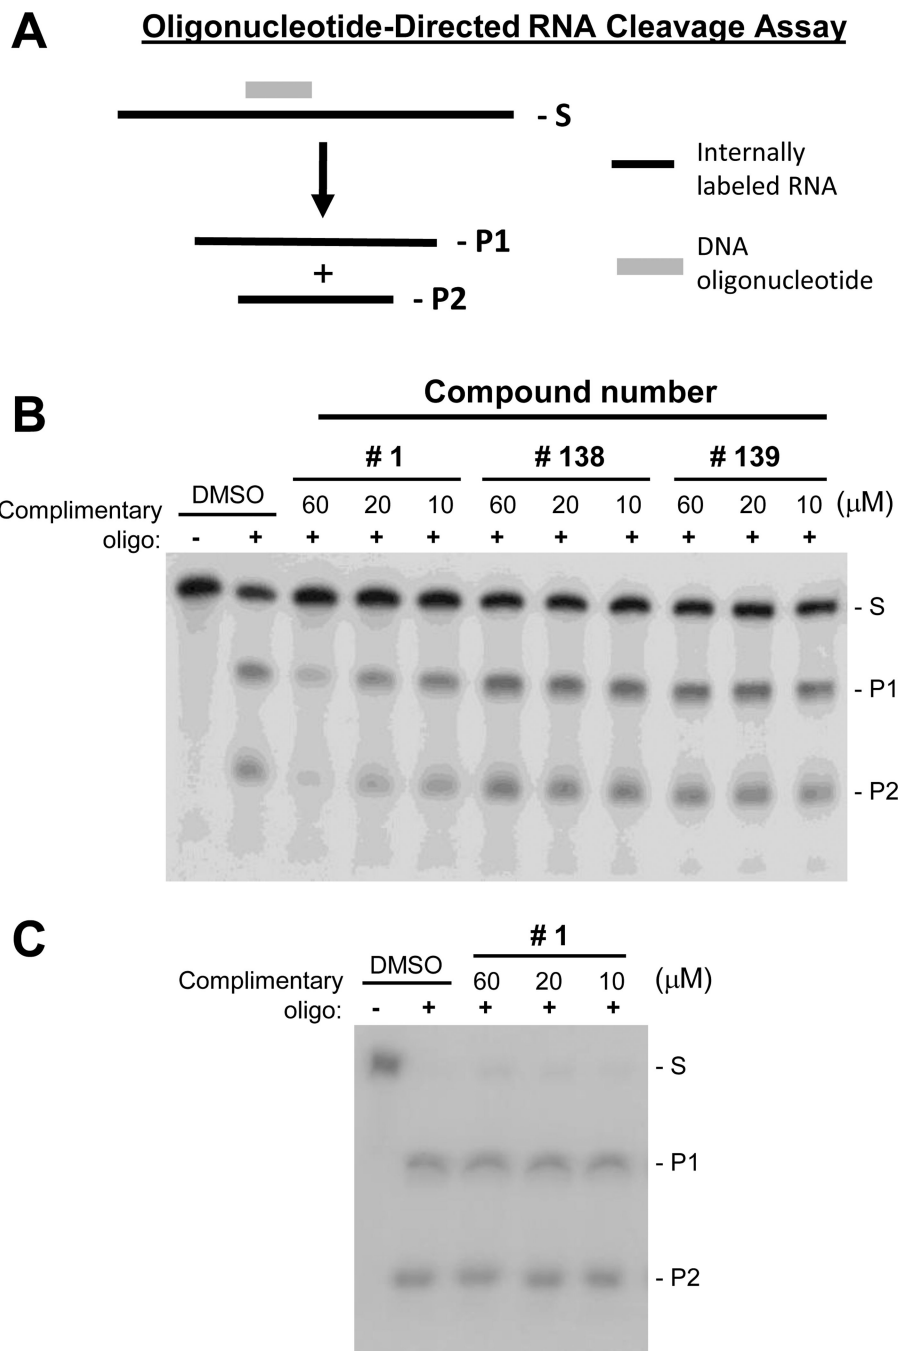 A
Oligonucleotide-Directed RNA Cleavage Assay
- S
Internally
labeled RNA
- P1
+
- P2
DNA
oligonucleotide
B
Compound number
# 1 # 138 # 139
DMSO
Complimentary 60 20 10 60 20 10 60 20 10 (µM)
oligo: - + + + + + + + + + +
- S
- P1
- P2
C
# 1
DMSO
Complimentary 60 20 10 (µM)
oligo: - + + + +
- S
- P1
- P2